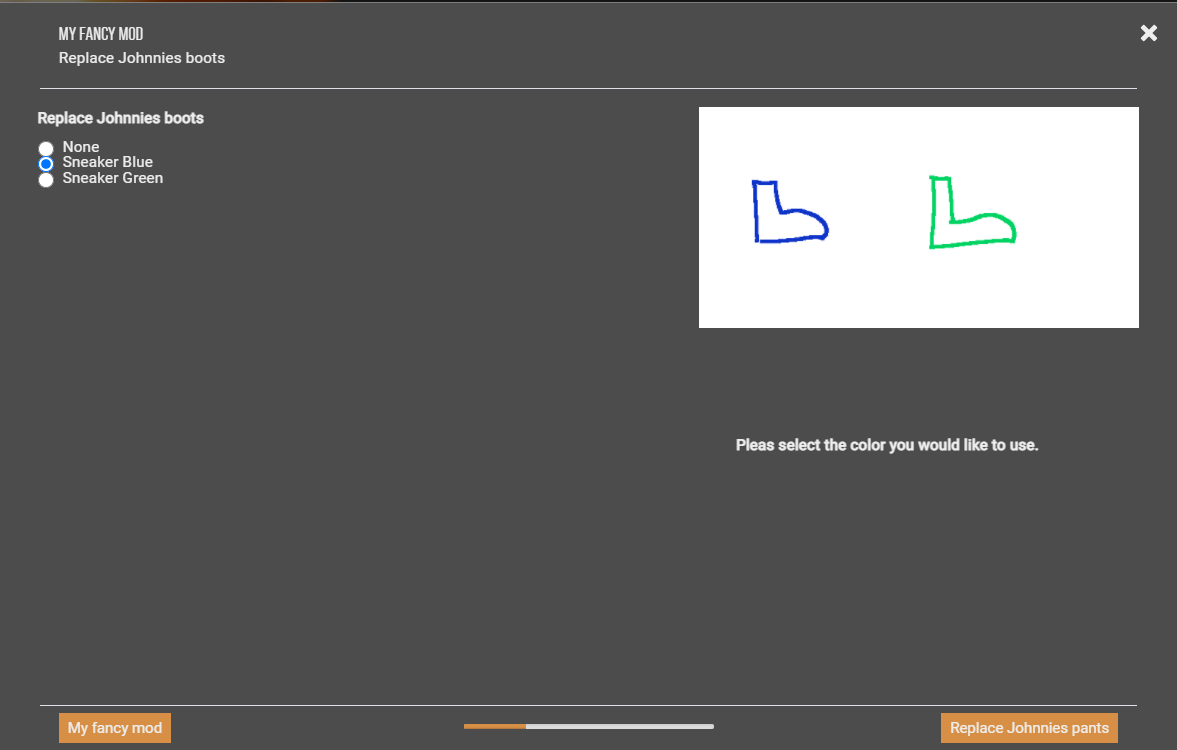 MY FANCY MOD
Replace Johnnies boots
Replace Johnnies boots
None
Sneaker Blue
Sneaker Green
Pleas select the color you would like to use.
My fancy mod
Replace Johnnies pants